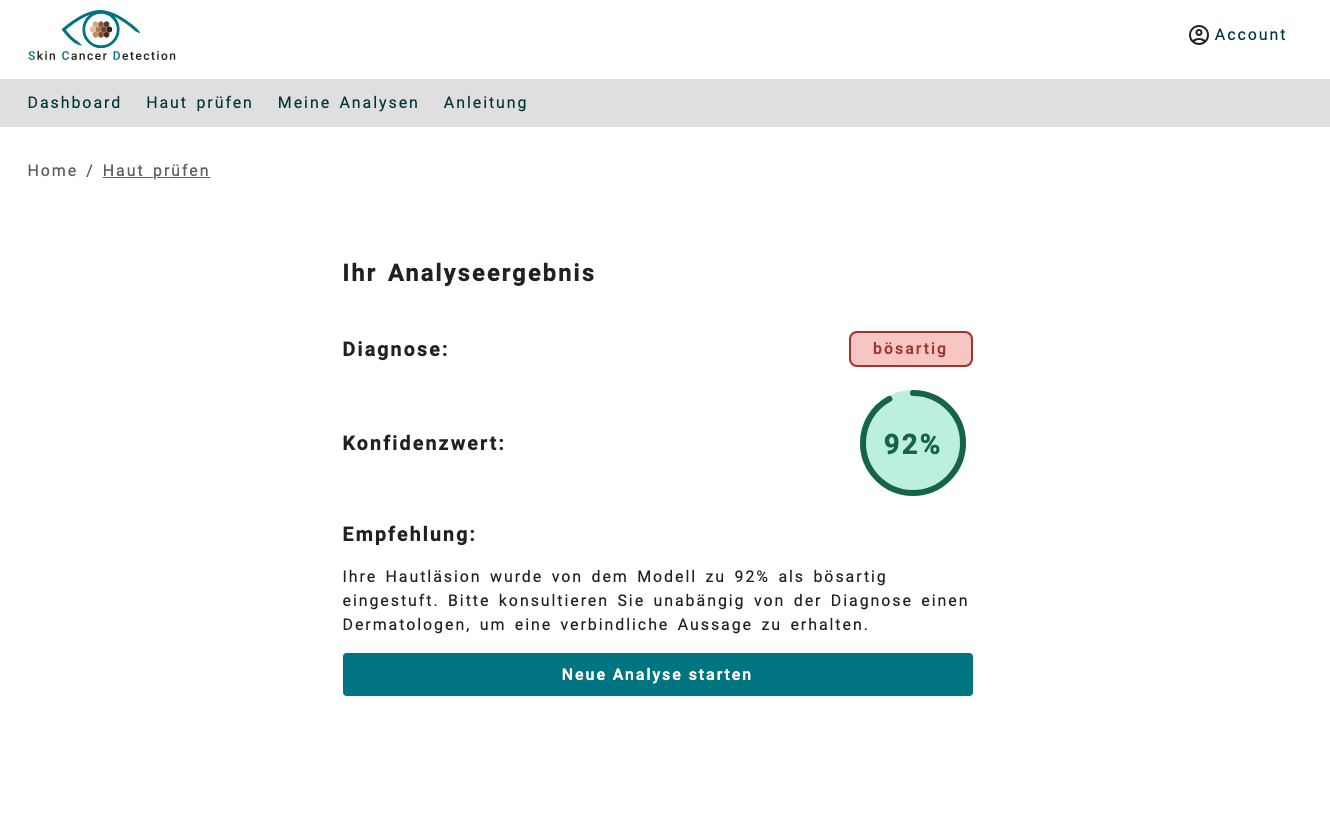 Skin Cancer Detection
Account
Dashboard Haut prüfen Meine Analysen Anleitung
Home / Haut prüfen
Ihr Analyseergebnis
Diagnose: bösartig
Konfidenzwert: 92%
Empfehlung:
Ihre Hautläsion wurde von dem Modell zu 92% als bösartig
eingestuft. Bitte konsultieren Sie unabängig von der Diagnose einen
Dermatologen, um eine verbindliche Aussage zu erhalten.
Neue Analyse starten